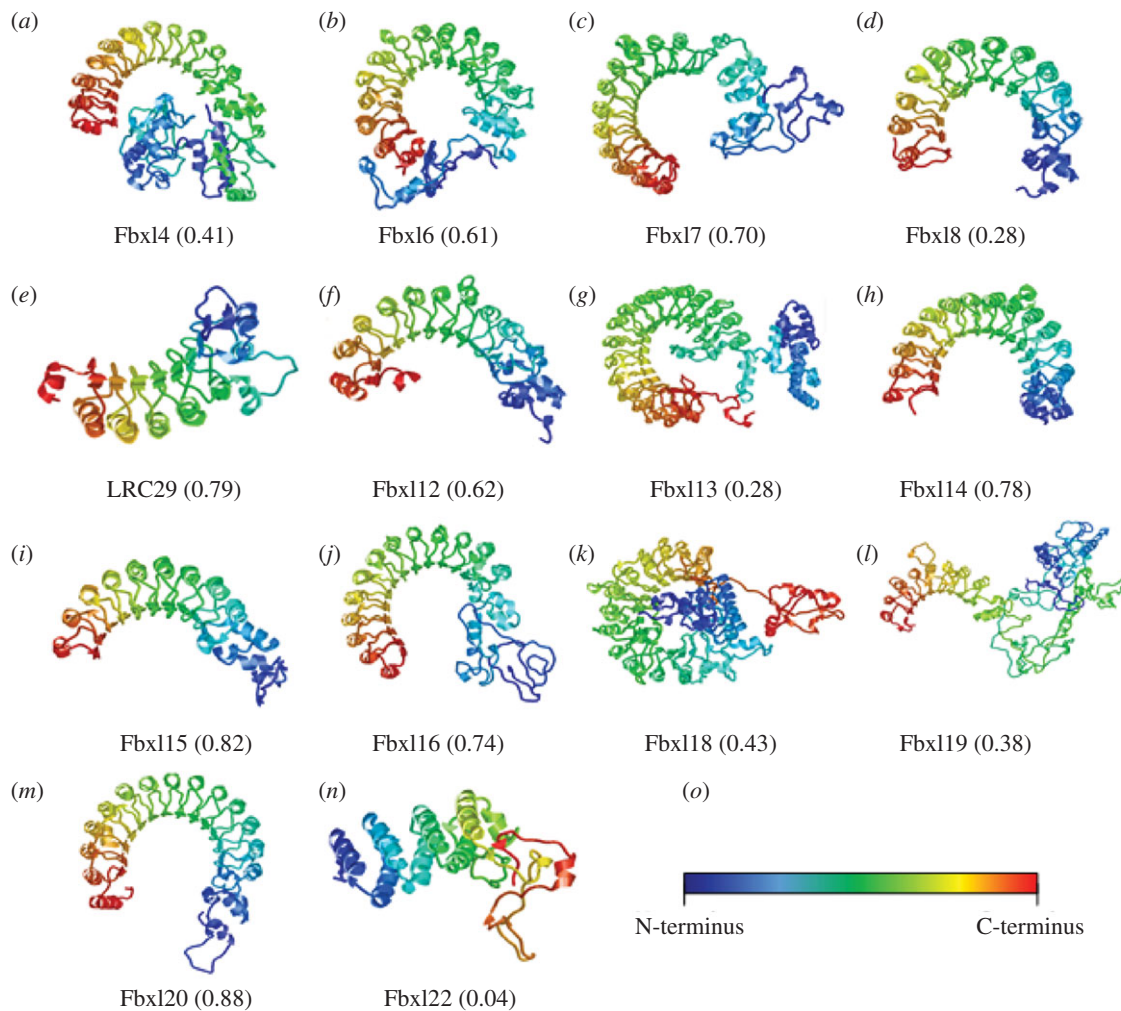 (a) (b) (c) (d)
Fbxl4 (0.41) Fbxl6 (0.61) Fbxl7 (0.70) Fbxl8 (0.28)
(e) (f) (g) (h)
LRC29 (0.79) Fbxl12 (0.62) Fbxl13 (0.28) Fbxl14 (0.78)
(i) (j) (k) (l)
Fbxl15 (0.82) Fbxl16 (0.74) Fbxl18 (0.43) Fbxl19 (0.38)
(m) (n) (o)
N-terminus C-terminus
Fbxl20 (0.88) Fbxl22 (0.04)